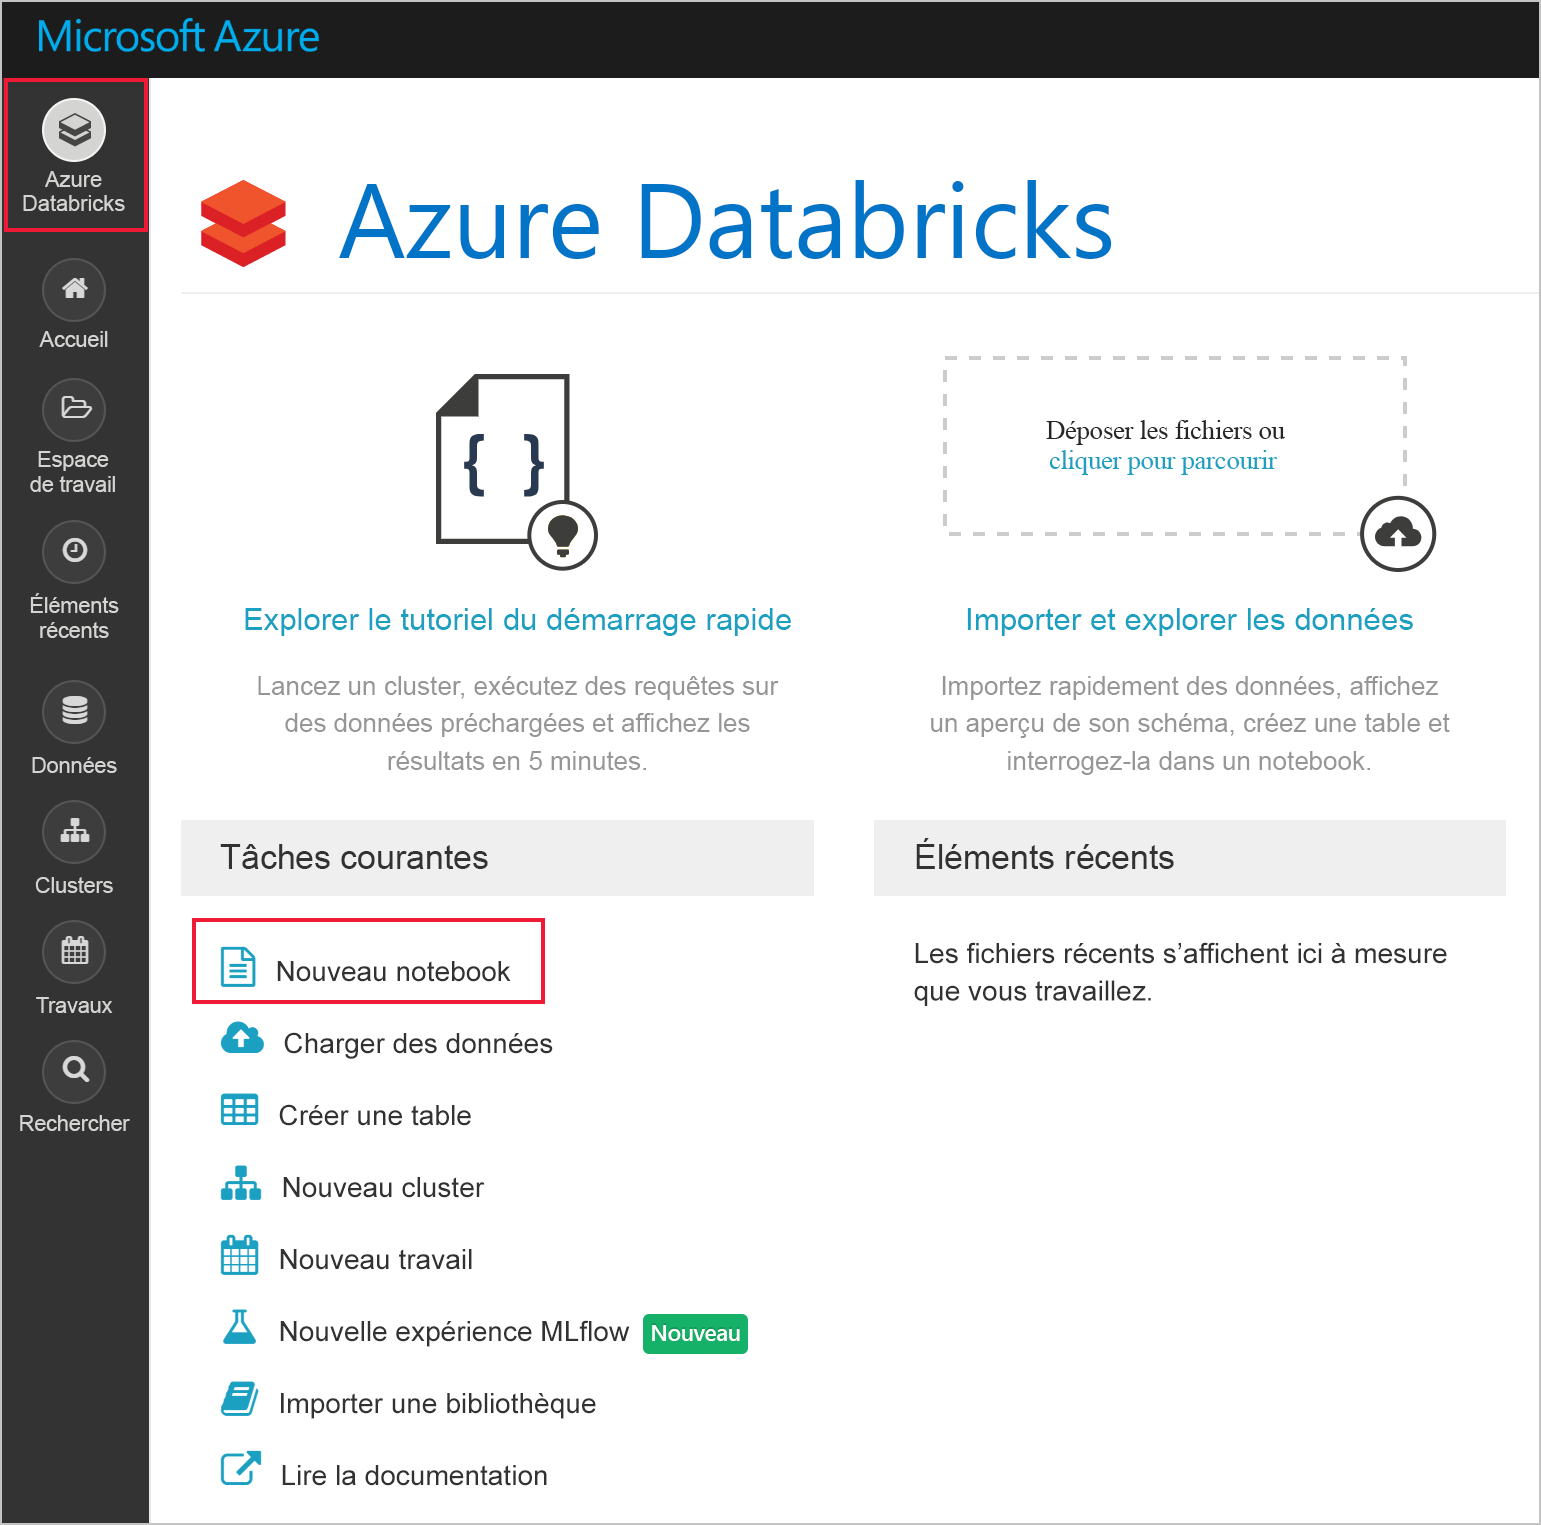 Microsoft Azure
Azure
Databricks
Accueil
Espace
de travail
Éléments
récents
Données
Clusters
Travaux
Rechercher
Azure Databricks
{ }
Explorer le tutoriel du démarrage rapide
Lancez un cluster, exécutez des requêtes sur
des données préchargées et affichez les
résultats en 5 minutes.
Déposer les fichiers ou
cliquer pour parcourir
Importer et explorer les données
Importez rapidement des données, affichez
un aperçu de son schéma, créez une table et
interrogez-la dans un notebook.
Tâches courantes
Nouveau notebook
Charger des données
Créer une table
Nouveau cluster
Nouveau travail
Nouvelle expérience MLflow Nouveau
Importer une bibliothèque
Lire la documentation
Éléments récents
Les fichiers récents s’affichent ici à mesure
que vous travaillez.